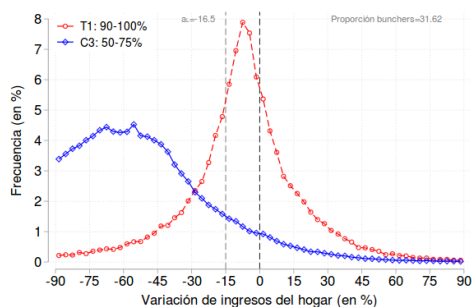 a*=-16.5
Proporción bunchers=31.62
T1: 90-100%
C3: 50-75%
Frecuencia (en %)
8
7
6
5
4
3
2
1
0
-90 -75 -60 -45 -30 -15 0 15 30 45 60 75 90
Variación de ingresos del hogar (en %)